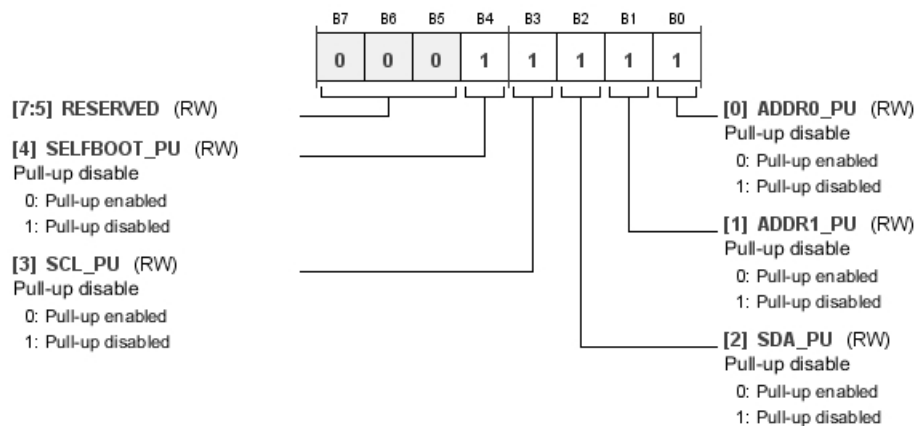 B7 B6 B5 B4 B3 B2 B1 B0
0 0 0 1 1 1 1 1
[7:5] RESERVED (RW)
[4] SELFBOOT_PU (RW)
Pull-up disable
0: Pull-up enabled
1: Pull-up disabled
[3] SCL_PU (RW)
Pull-up disable
0: Pull-up enabled
1: Pull-up disabled
[0] ADDR0_PU (RW)
Pull-up disable
0: Pull-up enabled
1: Pull-up disabled
[1] ADDR1_PU (RW)
Pull-up disable
0: Pull-up enabled
1: Pull-up disabled
[2] SDA_PU (RW)
Pull-up disable
0: Pull-up enabled
1: Pull-up disabled